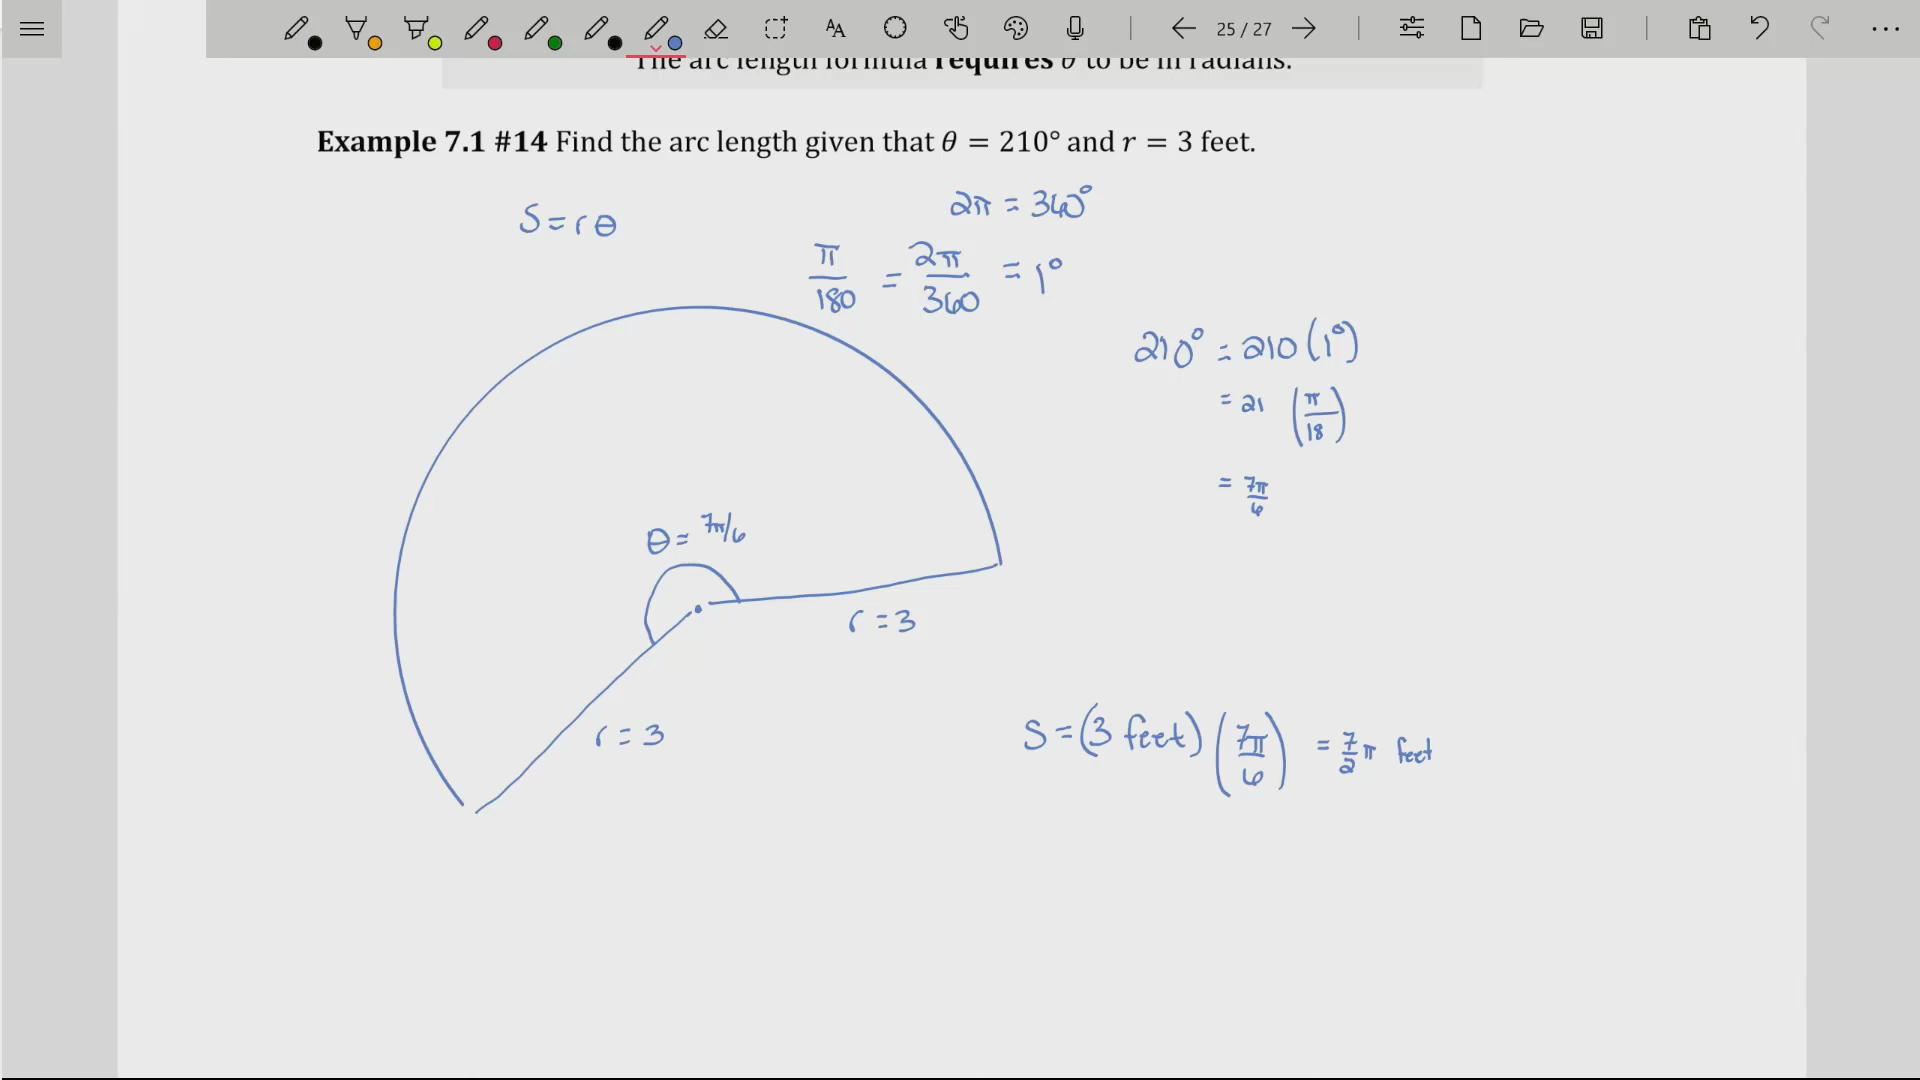 25 / 27
The arc length formula requires θ to be in radians.
Example 7.1 #14 Find the arc length given that θ = 210° and r = 3 feet.
S = r θ
2π = 360°
π/180 = 2π/360 = 1°
210° = 210 (1°)
= 21 (π/18)
= 7π/6
θ = 7π/6
r = 3
r = 3
S = (3 feet) (7π/6) = 7/2 π feet